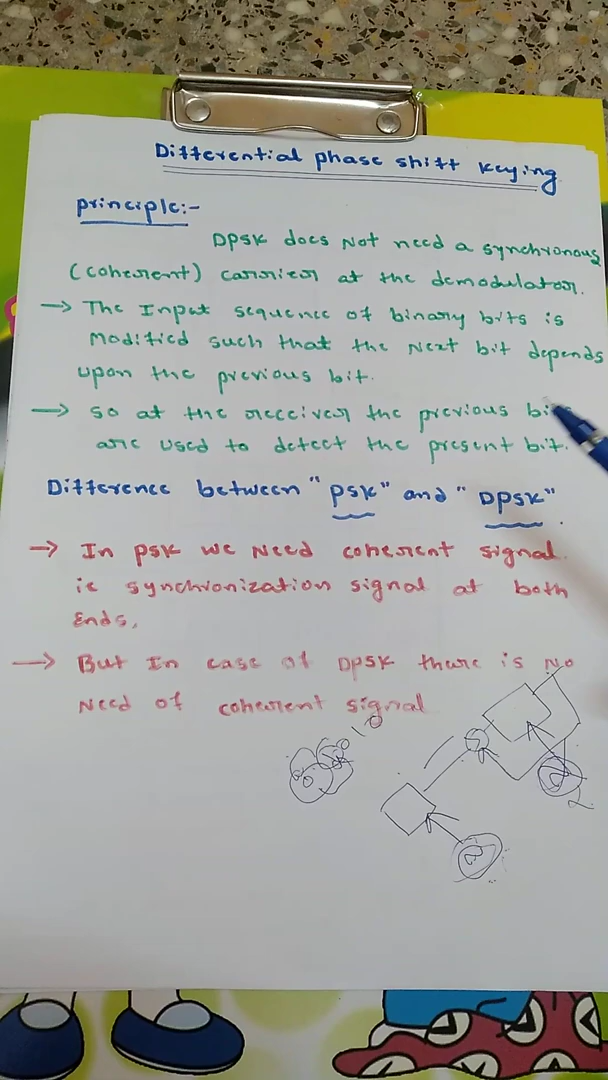 Differential phase shift keying
principle:-
DPSK does Not need a synchronous
(coherent) carrier at the demodulator.
→ The Input sequence of binary bits is
Modified such that the Next bit depends
upon the previous bit.
→ so at the receiver the previous bi
are used to detect the present bit.
Difference between "PSK" and "DPSK".
→ In PSK we Need coherent signal.
ie synchronization signal at both
Ends,
→ But In case of DPSK there is No
Need of coherent signal